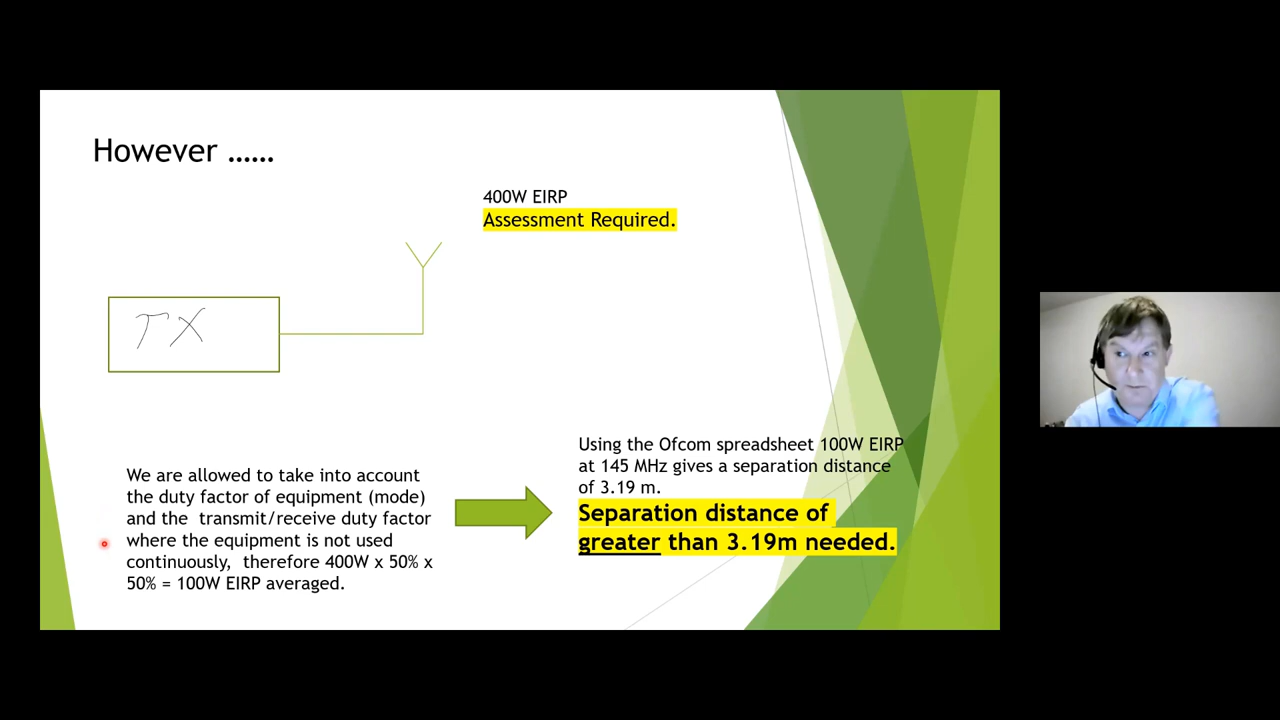 However ......
400W EIRP
Assessment Required.
TX
We are allowed to take into account
the duty factor of equipment (mode)
and the transmit/receive duty factor
where the equipment is not used
continuously, therefore 400W x 50% x
50% = 100W EIRP averaged.
Using the Ofcom spreadsheet 100W EIRP
at 145 MHz gives a separation distance
of 3.19 m.
Separation distance of
greater than 3.19m needed.